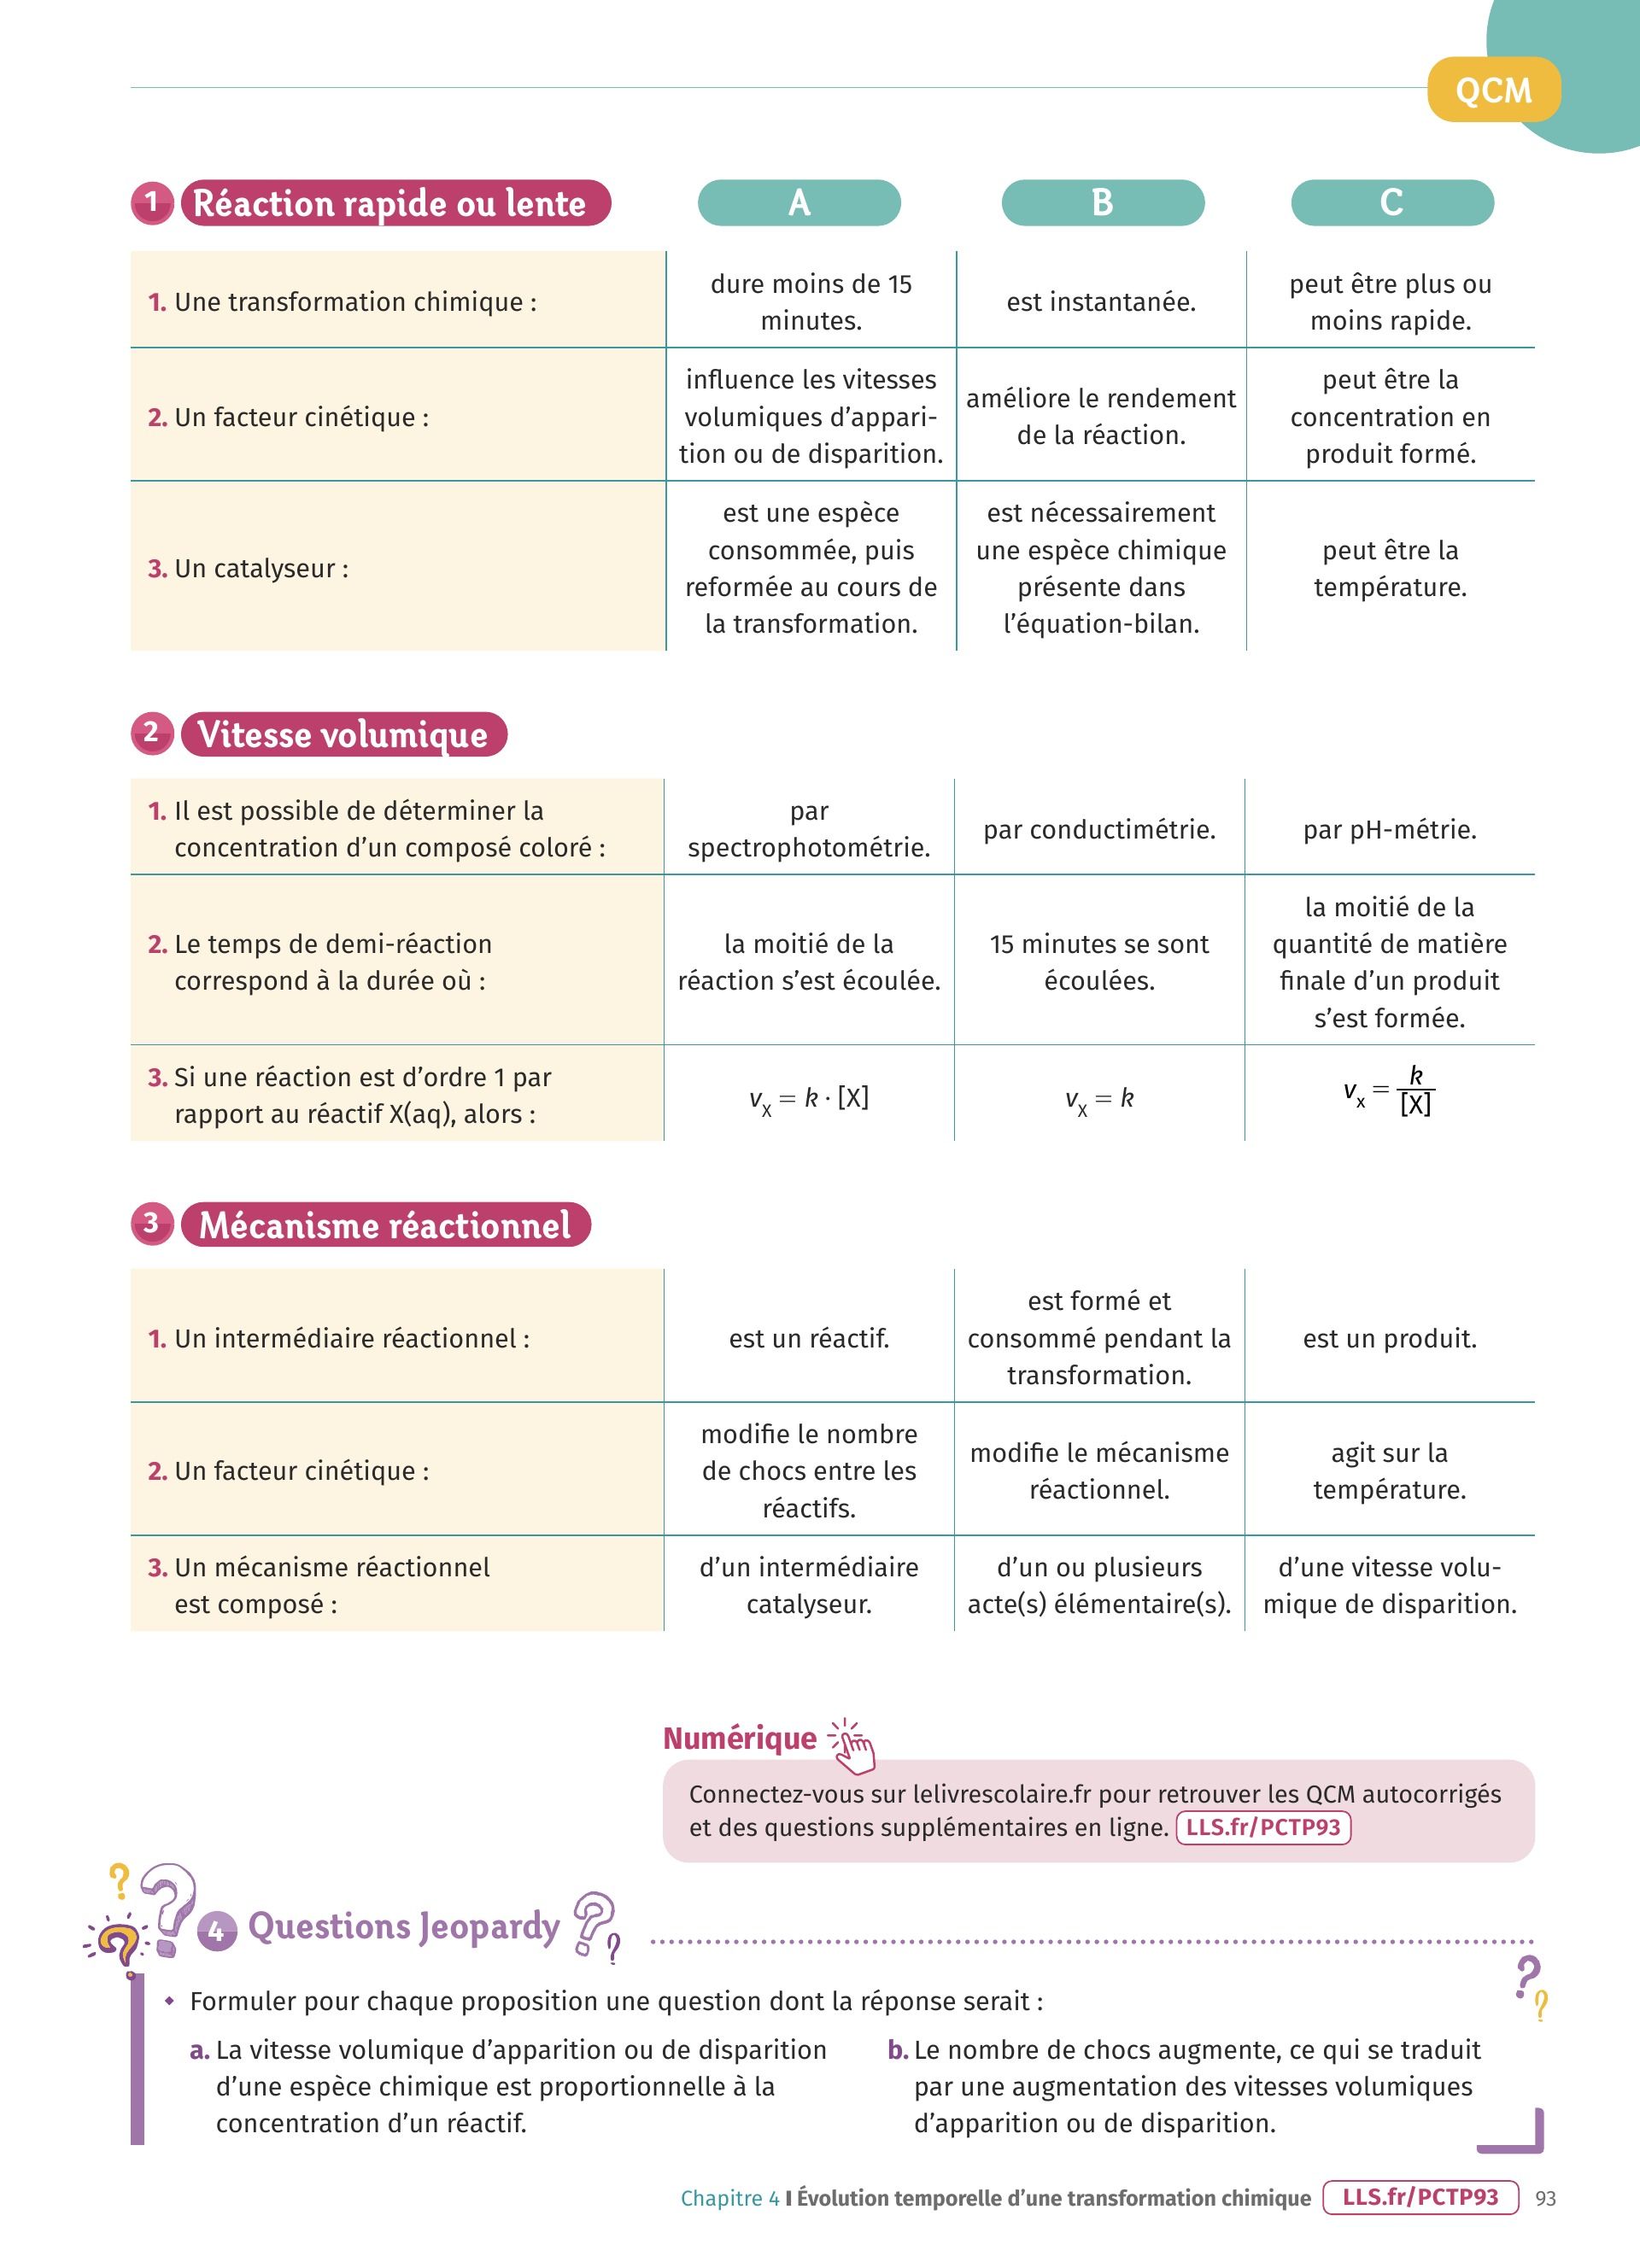 QCM
1 Réaction rapide ou lente
A
B
C
1. Une transformation chimique :
dure moins de 15
minutes.
est instantanée.
peut être plus ou
moins rapide.
2. Un facteur cinétique :
influence les vitesses
volumiques d’appari-
tion ou de disparition.
améliore le rendement
de la réaction.
peut être la
concentration en
produit formé.
3. Un catalyseur :
est une espèce
consommée, puis
reformée au cours de
la transformation.
est nécessairement
une espèce chimique
présente dans
l’équation-bilan.
peut être la
température.
2 Vitesse volumique
1. Il est possible de déterminer la
concentration d’un composé coloré :
par
spectrophotométrie.
par conductimétrie.
par pH-métrie.
2. Le temps de demi-réaction
correspond à la durée où :
la moitié de la
réaction s’est écoulée.
15 minutes se sont
écoulées.
la moitié de la
quantité de matière
finale d’un produit
s’est formée.
3. Si une réaction est d’ordre 1 par
rapport au réactif X(aq), alors :
v_X = k · [X]
v_X = k
v_X = k / [X]
3 Mécanisme réactionnel
1. Un intermédiaire réactionnel :
est un réactif.
est formé et
consommé pendant la
transformation.
est un produit.
2. Un facteur cinétique :
modifie le nombre
de chocs entre les
réactifs.
modifie le mécanisme
réactionnel.
agit sur la
température.
3. Un mécanisme réactionnel
est composé :
d’un intermédiaire
catalyseur.
d’un ou plusieurs
acte(s) élémentaire(s).
d’une vitesse volu-
mique de disparition.
Numérique
Connectez-vous sur lelivrescolaire.fr pour retrouver les QCM autocorrigés
et des questions supplémentaires en ligne. LLS.fr/PCTP93
4 Questions Jeopardy
Formuler pour chaque proposition une question dont la réponse serait :
a. La vitesse volumique d’apparition ou de disparition
d’une espèce chimique est proportionnelle à la
concentration d’un réactif.
b. Le nombre de chocs augmente, ce qui se traduit
par une augmentation des vitesses volumiques
d’apparition ou de disparition.
Chapitre 4 I Évolution temporelle d’une transformation chimique LLS.fr/PCTP93 93